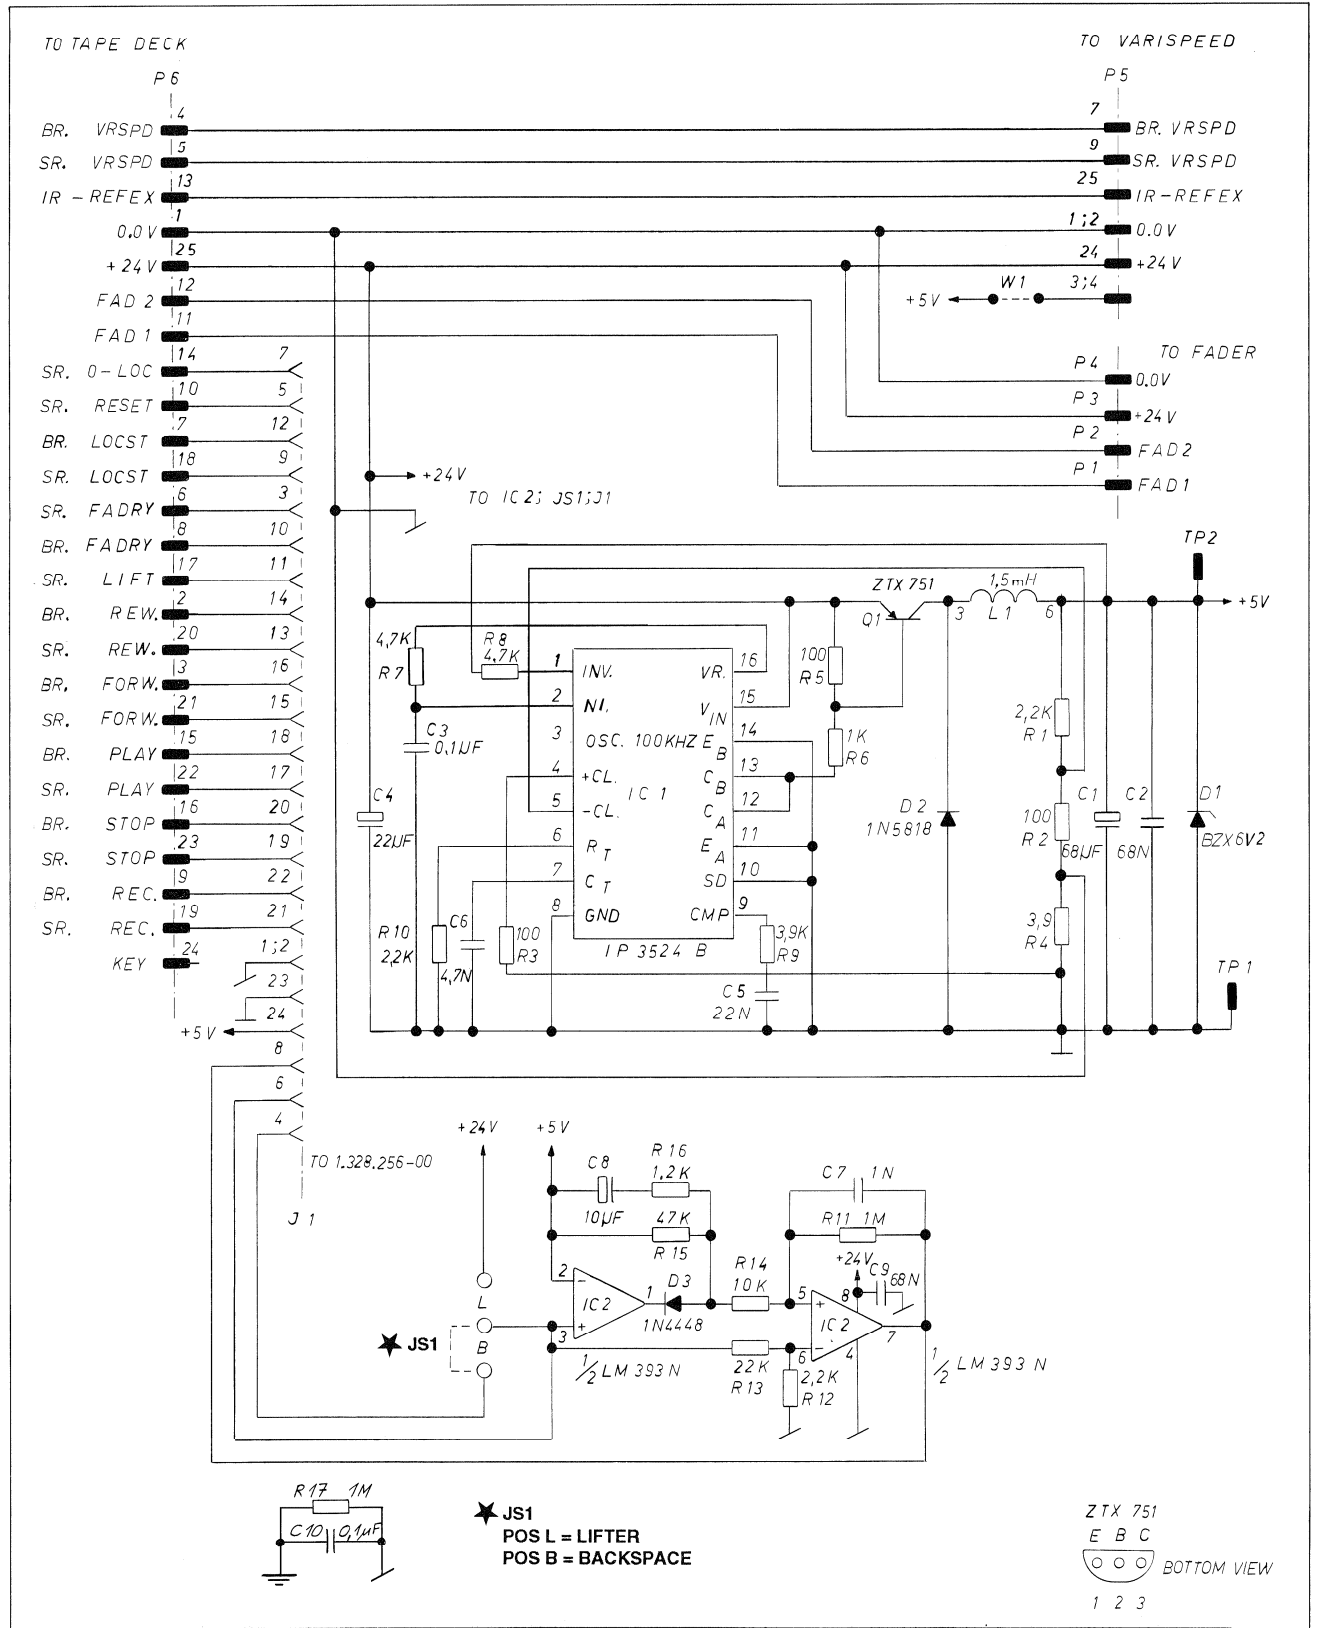 TO TAPE DECK
TO VARISPEED
P6
P5
4
7
BR. VRSPD
BR. VRSPD
5
9
SR. VRSPD
SR. VRSPD
13
25
IR-REFEX
IR-REFEX
1
1;2
0.0V
0.0V
25
24
+24V
+24V
12
W1
3;4
FAD 2
+5V
11
FAD 1
14
7
TO FADER
SR. 0-LOC
P4
0.0V
10
5
SR. RESET
P3
+24V
7
12
BR. LOCST
P2
FAD2
18
9
SR. LOCST
+24V
P1
FAD1
TO IC2; JS1;J1
6
3
SR. FADRY
8
10
BR. FADRY
TP2
17
11
SR. LIFT
ZTX 751
1,5mH
2
14
BR. REW.
Q1
3
L1
6
+5V
20
13
SR. REW.
4,7K
R7
R8
4,7K
1
INV.
VR.
16
100
R5
3
16
BR. FORW.
2
NI.
VIN
15
21
15
SR. FORW.
C3
0,1µF
3
OSC. 100KHZ
EB
14
1K
R6
2,2K
R1
15
18
BR. PLAY
4
+CL.
IC 1
CB
13
22
17
SR. PLAY
C4
22µF
5
-CL.
CA
12
D2
1N5818
100
R2
C1
68µF
C2
68N
D1
BZX6V2
16
20
BR. STOP
6
RT
EA
11
23
19
SR. STOP
7
CT
SD
10
9
22
BR. REC.
8
GND
CMP
9
19
21
SR. REC.
R10
2,2K
C6
4,7N
100
R3
IP 3524 B
3,9K
R9
3,9
R4
24
1;2
KEY
23
C5
22N
TP1
24
+5V
8
6
4
+24V
+5V
TO 1.328.256-00
J1
C8
10µF
R16
1,2K
C7
1N
47K
R15
R11
1M
+24V
C9
68N
2
-
IC2
1
D3
1N4448
R14
10K
5
+
8
IC2
7
L
3
+
JS1
B
6
-
4
1/2 LM 393 N
22K
R13
2,2K
R12
1/2 LM 393 N
R17 1M
C10 0,1µF
JS1
POS L = LIFTER
POS B = BACKSPACE
ZTX 751
E B C
BOTTOM VIEW
1 2 3